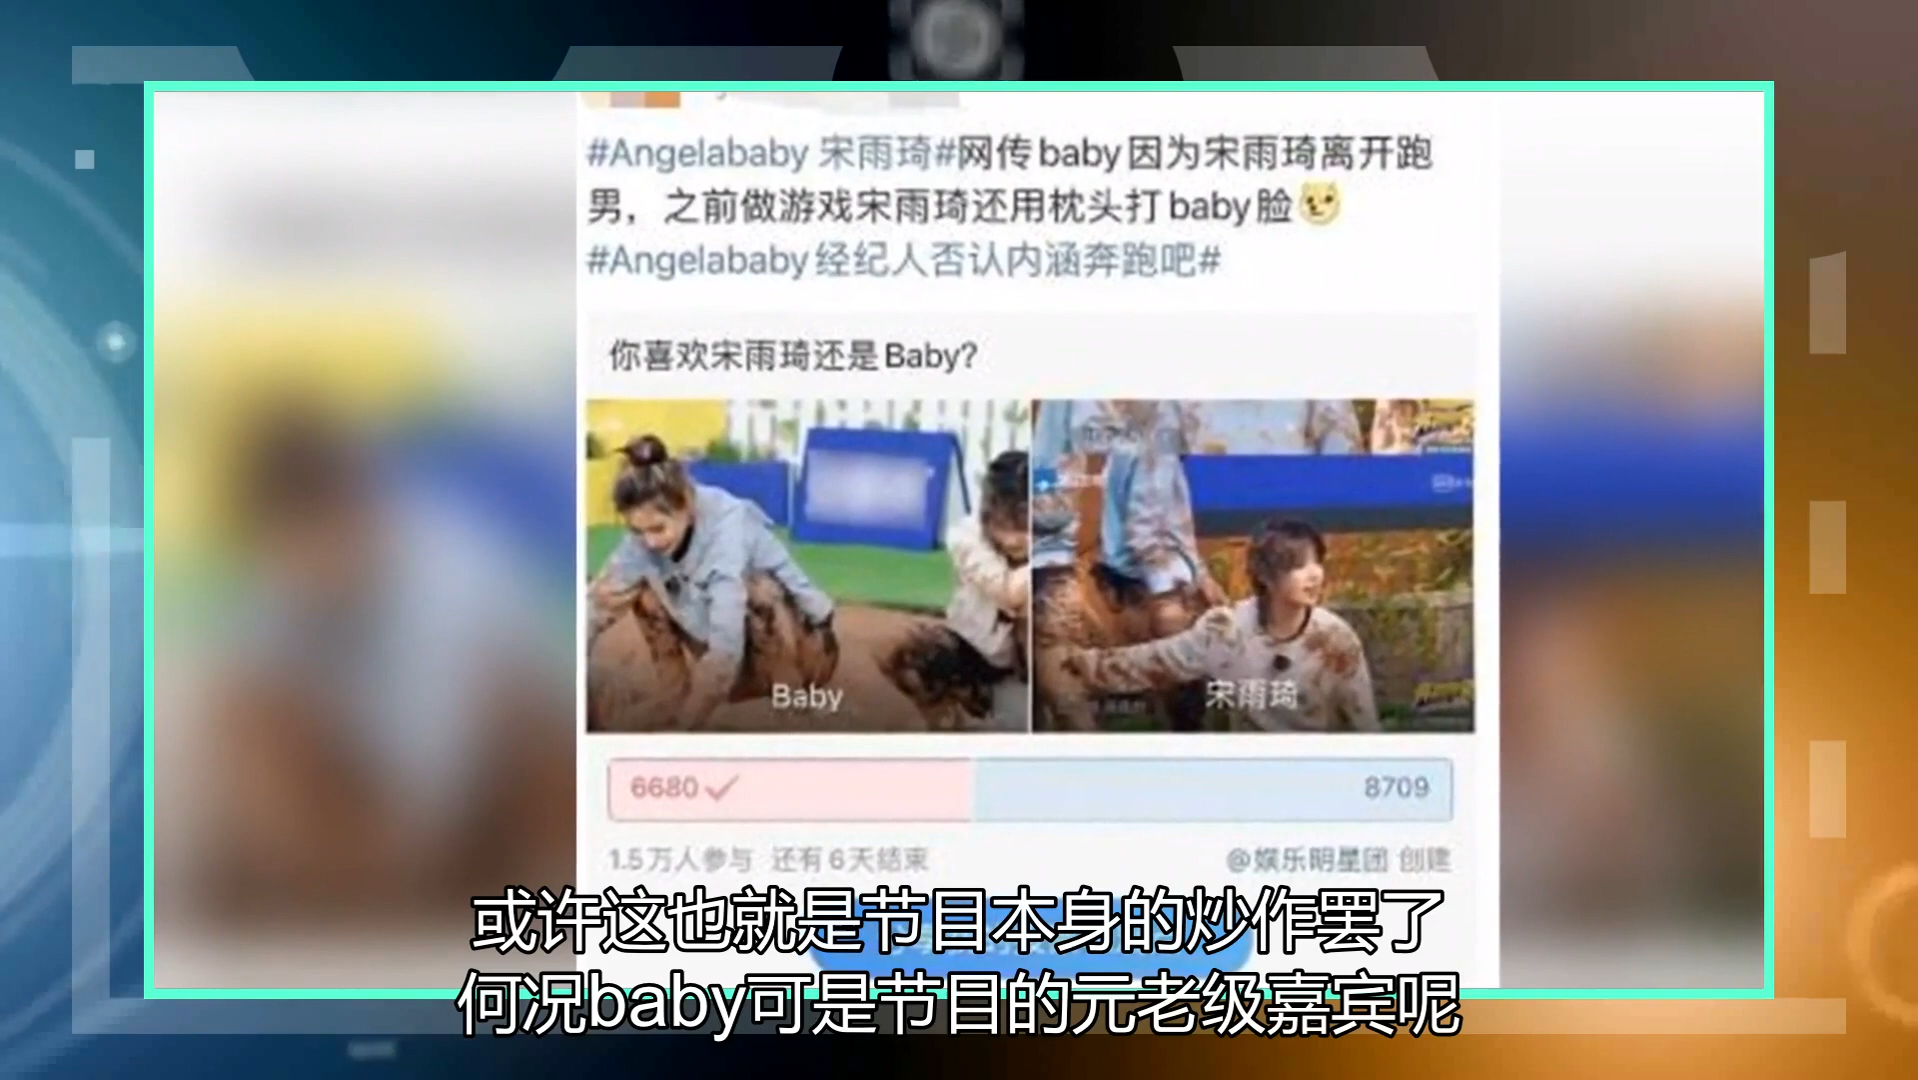 #Angelababy 宋雨琦#网传baby因为宋雨琦离开跑
男，之前做游戏宋雨琦还用枕头打baby脸
#Angelababy经纪人否认内涵奔跑吧#
你喜欢宋雨琦还是Baby?
Baby
宋雨琦
6680
8709
1.5万人参与 还有6天结束
@娱乐明星团 创建
或许这也就是节目本身的炒作罢了
何况baby可是节目的元老级嘉宾呢